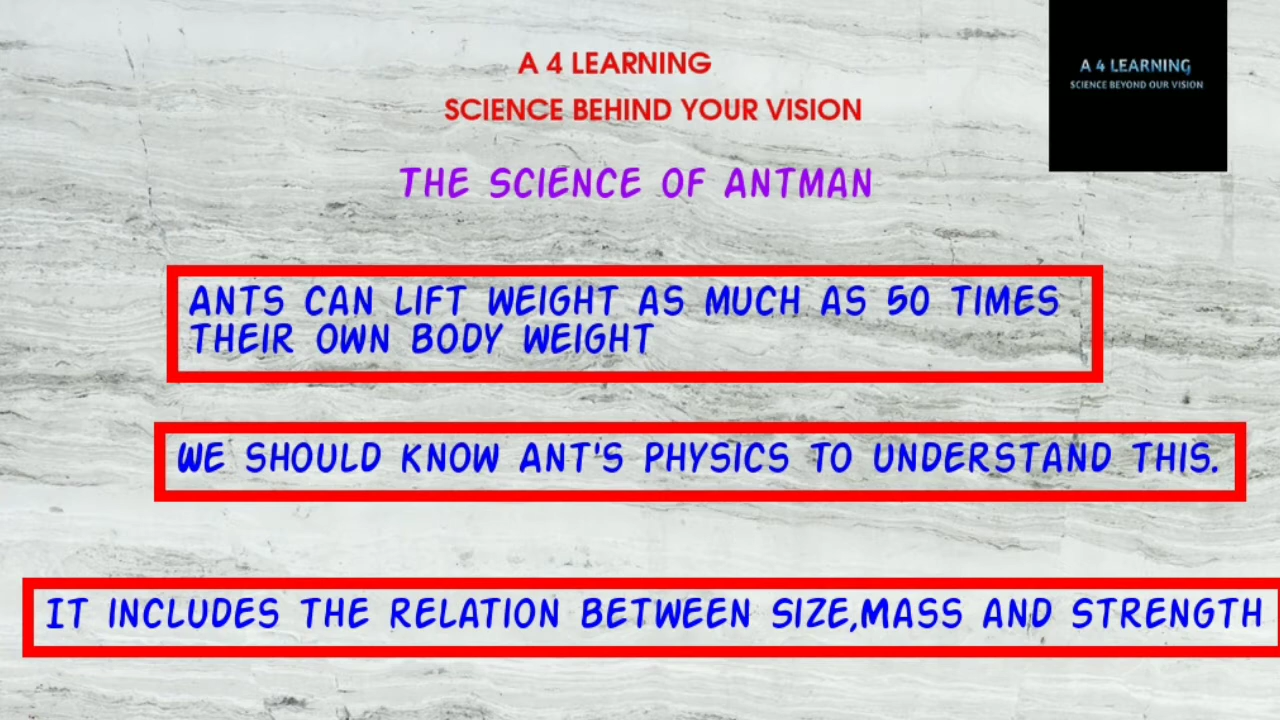 A 4 LEARNING
SCIENCE BEHIND YOUR VISION
A 4 LEARNING
SCIENCE BEYOND OUR VISION
THE SCIENCE OF ANTMAN
ANTS CAN LIFT WEIGHT AS MUCH AS 50 TIMES
THEIR OWN BODY WEIGHT
WE SHOULD KNOW ANT'S PHYSICS TO UNDERSTAND THIS.
IT INCLUDES THE RELATION BETWEEN SIZE,MASS AND STRENGTH